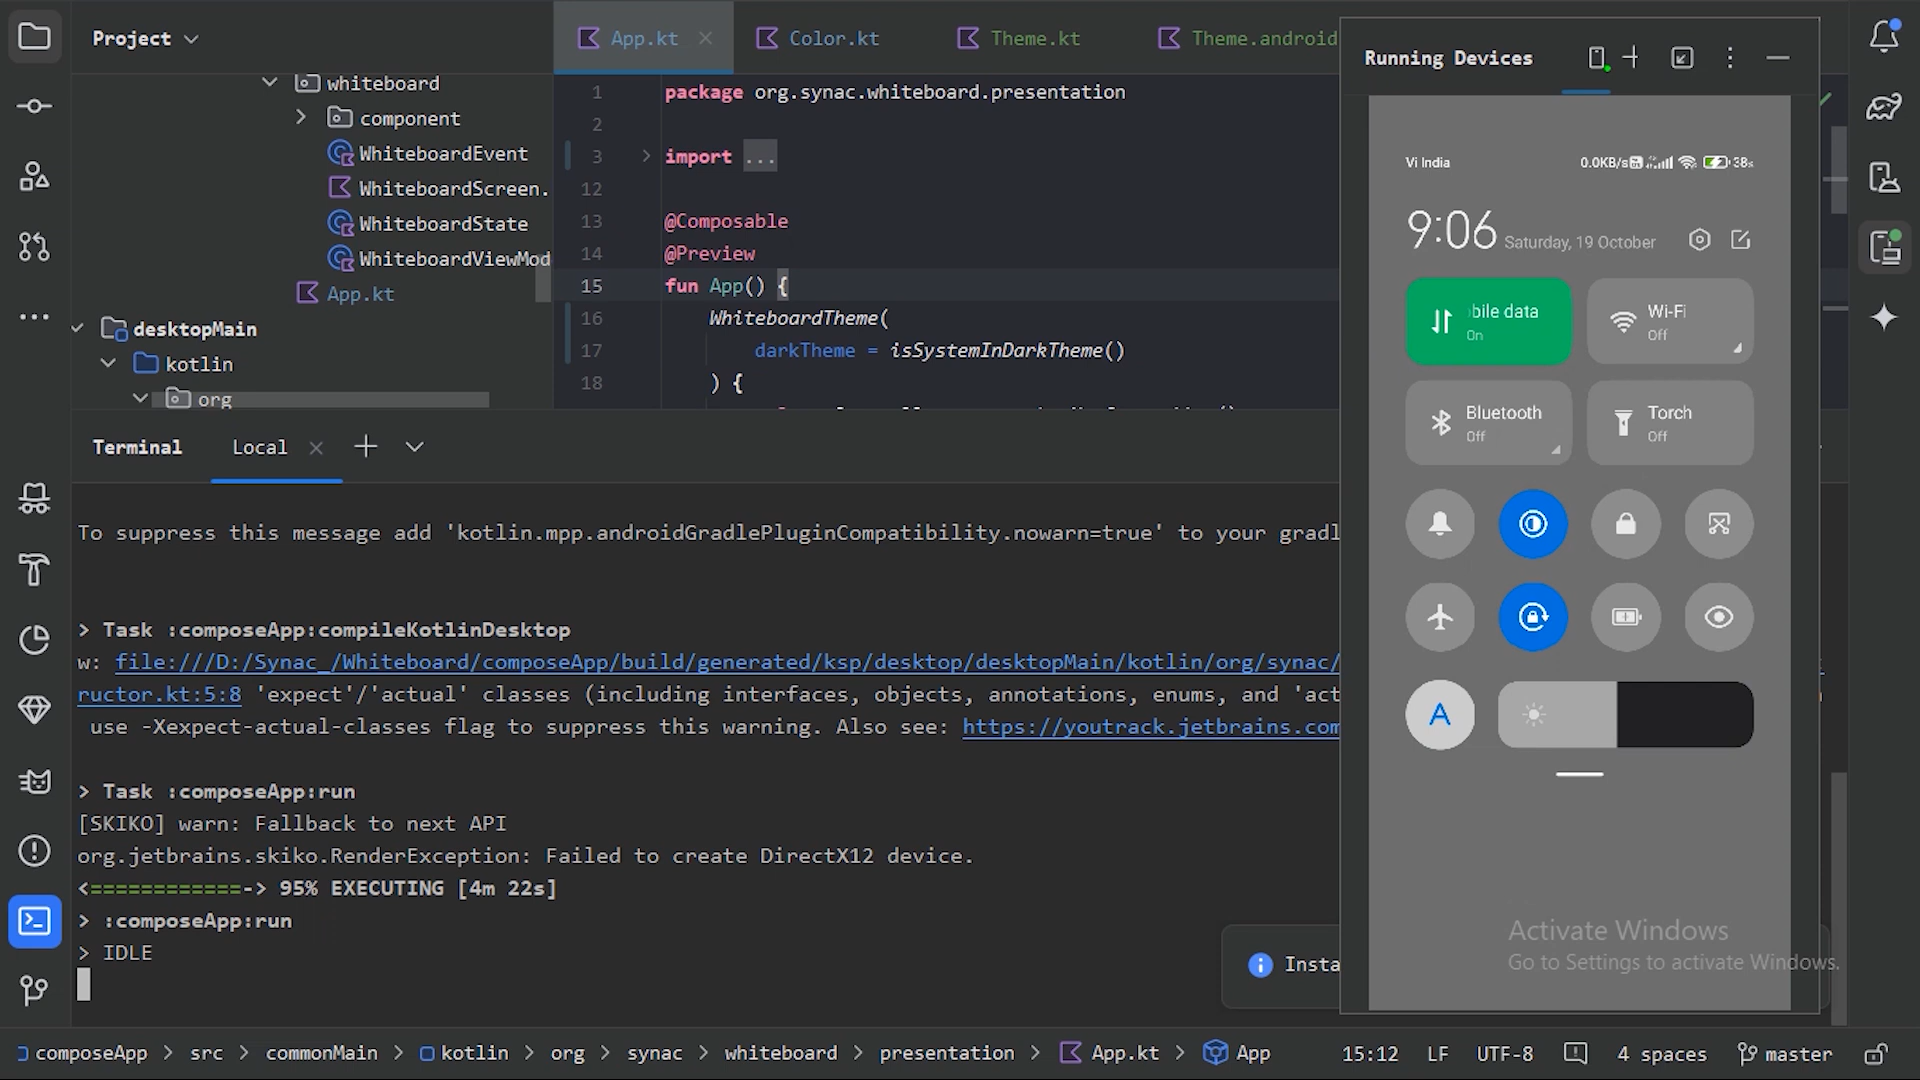 Project
App.kt
Color.kt
Theme.kt
Theme.android
whiteboard
component
WhiteboardEvent
WhiteboardScreen.
WhiteboardState
WhiteboardViewMod
App.kt
desktopMain
kotlin
org
1 package org.synac.whiteboard.presentation
2
3 import ...
12
13 @Composable
14 @Preview
15 fun App() {
16 WhiteboardTheme(
17 darkTheme = isSystemInDarkTheme()
18 ) {
Terminal Local
To suppress this message add 'kotlin.mpp.androidGradlePluginCompatibility.nowarn=true' to your gradl
> Task :composeApp:compileKotlinDesktop
w: file:///D:/Synac_/Whiteboard/composeApp/build/generated/ksp/desktop/desktopMain/kotlin/org/synac/
ructor.kt:5:8 'expect'/'actual' classes (including interfaces, objects, annotations, enums, and 'act
use -Xexpect-actual-classes flag to suppress this warning. Also see: https://youtrack.jetbrains.com
> Task :composeApp:run
[SKIKO] warn: Fallback to next API
org.jetbrains.skiko.RenderException: Failed to create DirectX12 device.
<============-> 95% EXECUTING [4m 22s]
> :composeApp:run
> IDLE
Insta
Running Devices
Vi India
0.0KB/s
38%
9:06 Saturday, 19 October
bile data
On
Wi-Fi
Off
Bluetooth
Off
Torch
Off
A
Activate Windows
Go to Settings to activate Windows.
composeApp > src > commonMain > kotlin > org > synac > whiteboard > presentation > App.kt > App
15:12 LF UTF-8 4 spaces master